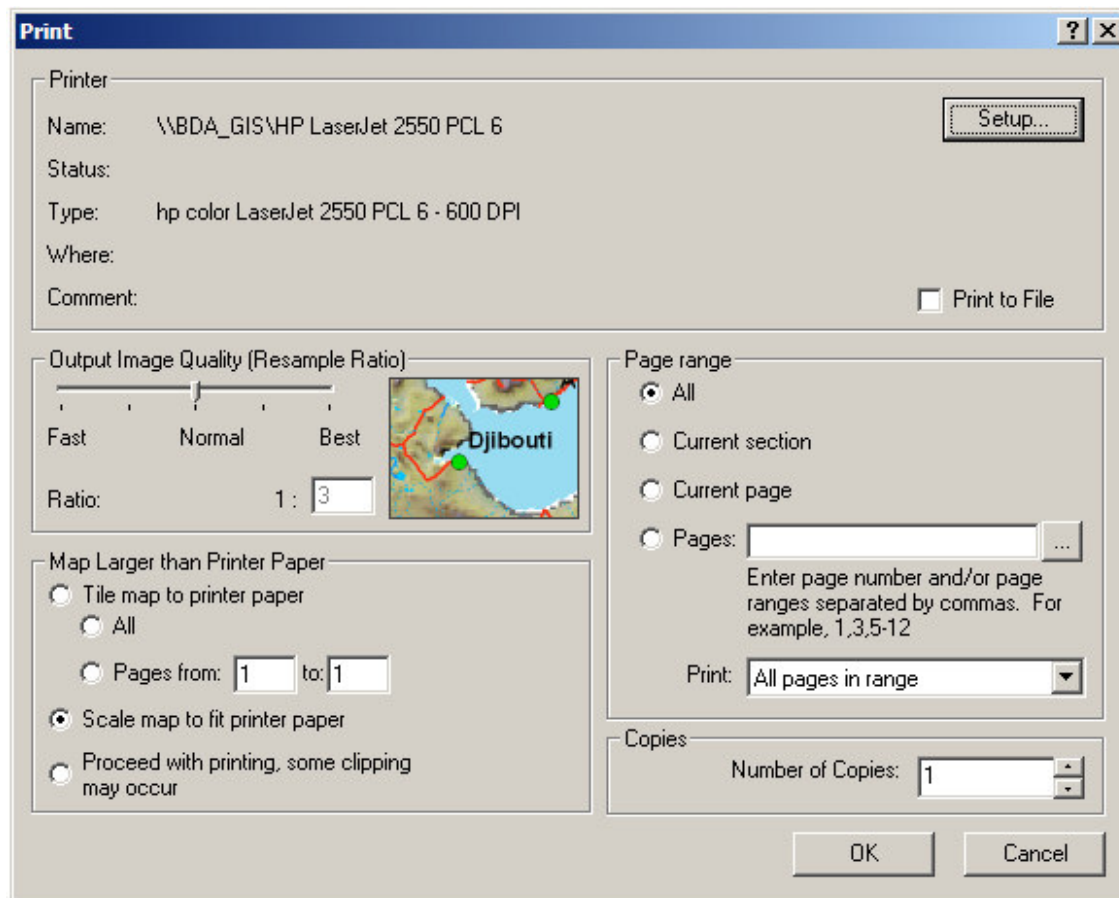 Print
Printer
Name: \\BDA_GIS\HP LaserJet 2550 PCL 6
Setup...
Status:
Type: hp color LaserJet 2550 PCL 6 - 600 DPI
Where:
Comment:
Print to File
Output Image Quality (Resample Ratio)
Fast Normal Best
Ratio: 1 : 3
Djibouti
Map Larger than Printer Paper
Tile map to printer paper
All
Pages from: 1 to: 1
Scale map to fit printer paper
Proceed with printing, some clipping
may occur
Page range
All
Current section
Current page
Pages: ...
Enter page number and/or page
ranges separated by commas. For
example, 1,3,5-12
Print: All pages in range
Copies
Number of Copies: 1
OK Cancel